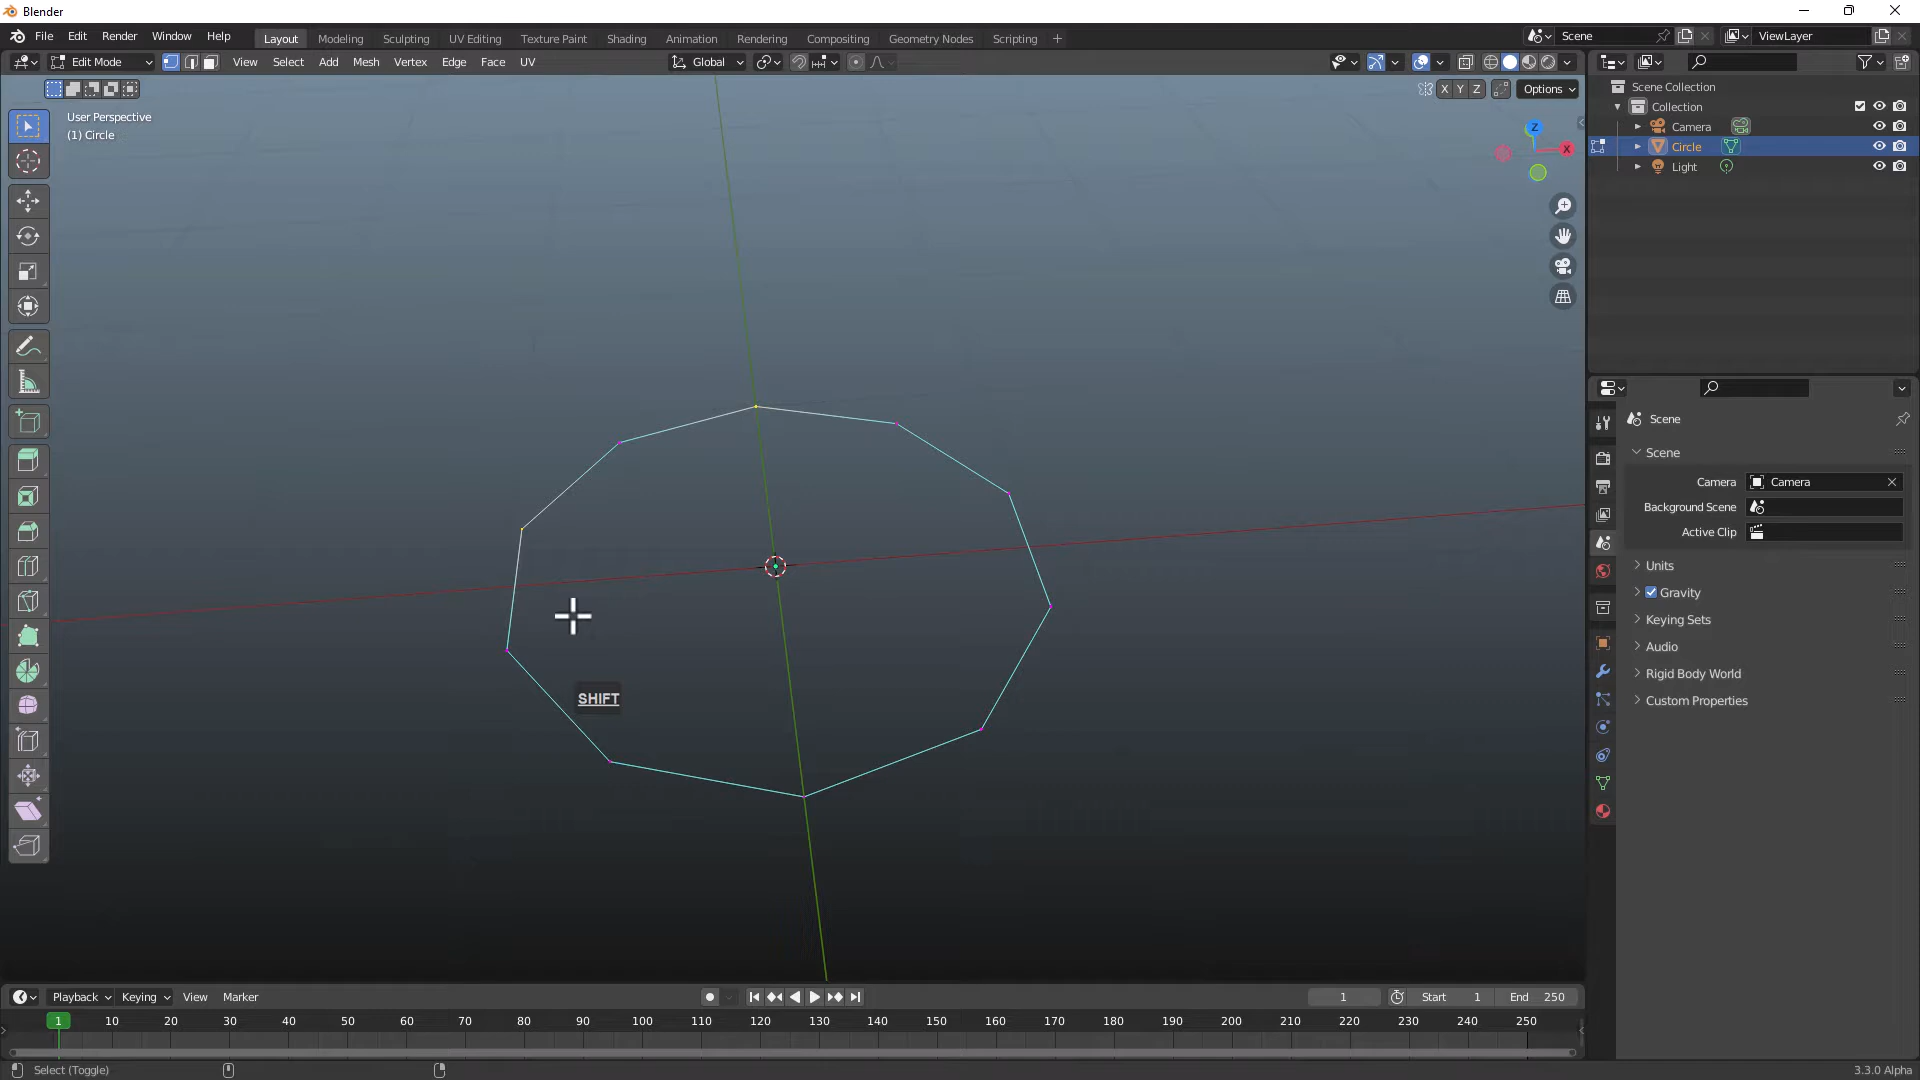 Blender
File Edit Render Window Help
Layout Modeling Sculpting UV Editing Texture Paint Shading Animation Rendering Compositing Geometry Nodes Scripting +
Scene
ViewLayer
Edit Mode
View Select Add Mesh Vertex Edge Face UV
Global
X Y Z
Options
User Perspective
(1) Circle
Z
X
Scene Collection
Collection
Camera
Circle
Light
Scene
Scene
Camera
Camera
Background Scene
Active Clip
Units
Gravity
Keying Sets
Audio
Rigid Body World
Custom Properties
SHIFT
Playback Keying View Marker
1
Start 1
End 250
1 10 20 30 40 50 60 70 80 90 100 110 120 130 140 150 160 170 180 190 200 210 220 230 240 250
Select (Toggle)
3.3.0 Alpha